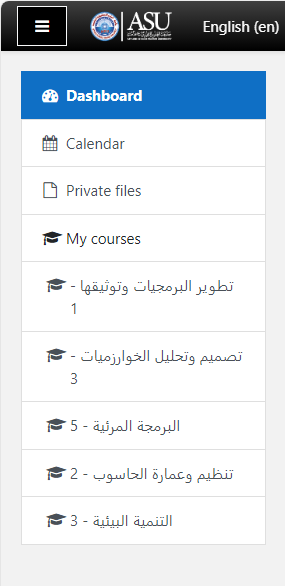 ASU
English (en)
Dashboard
Calendar
Private files
My courses
تطوير البرمجيات وتوثيقها -
1
تصميم وتحليل الخوارزميات -
3
البرمجة المرئية - 5
تنظيم وعمارة الحاسوب - 2
التنمية البيئية - 3